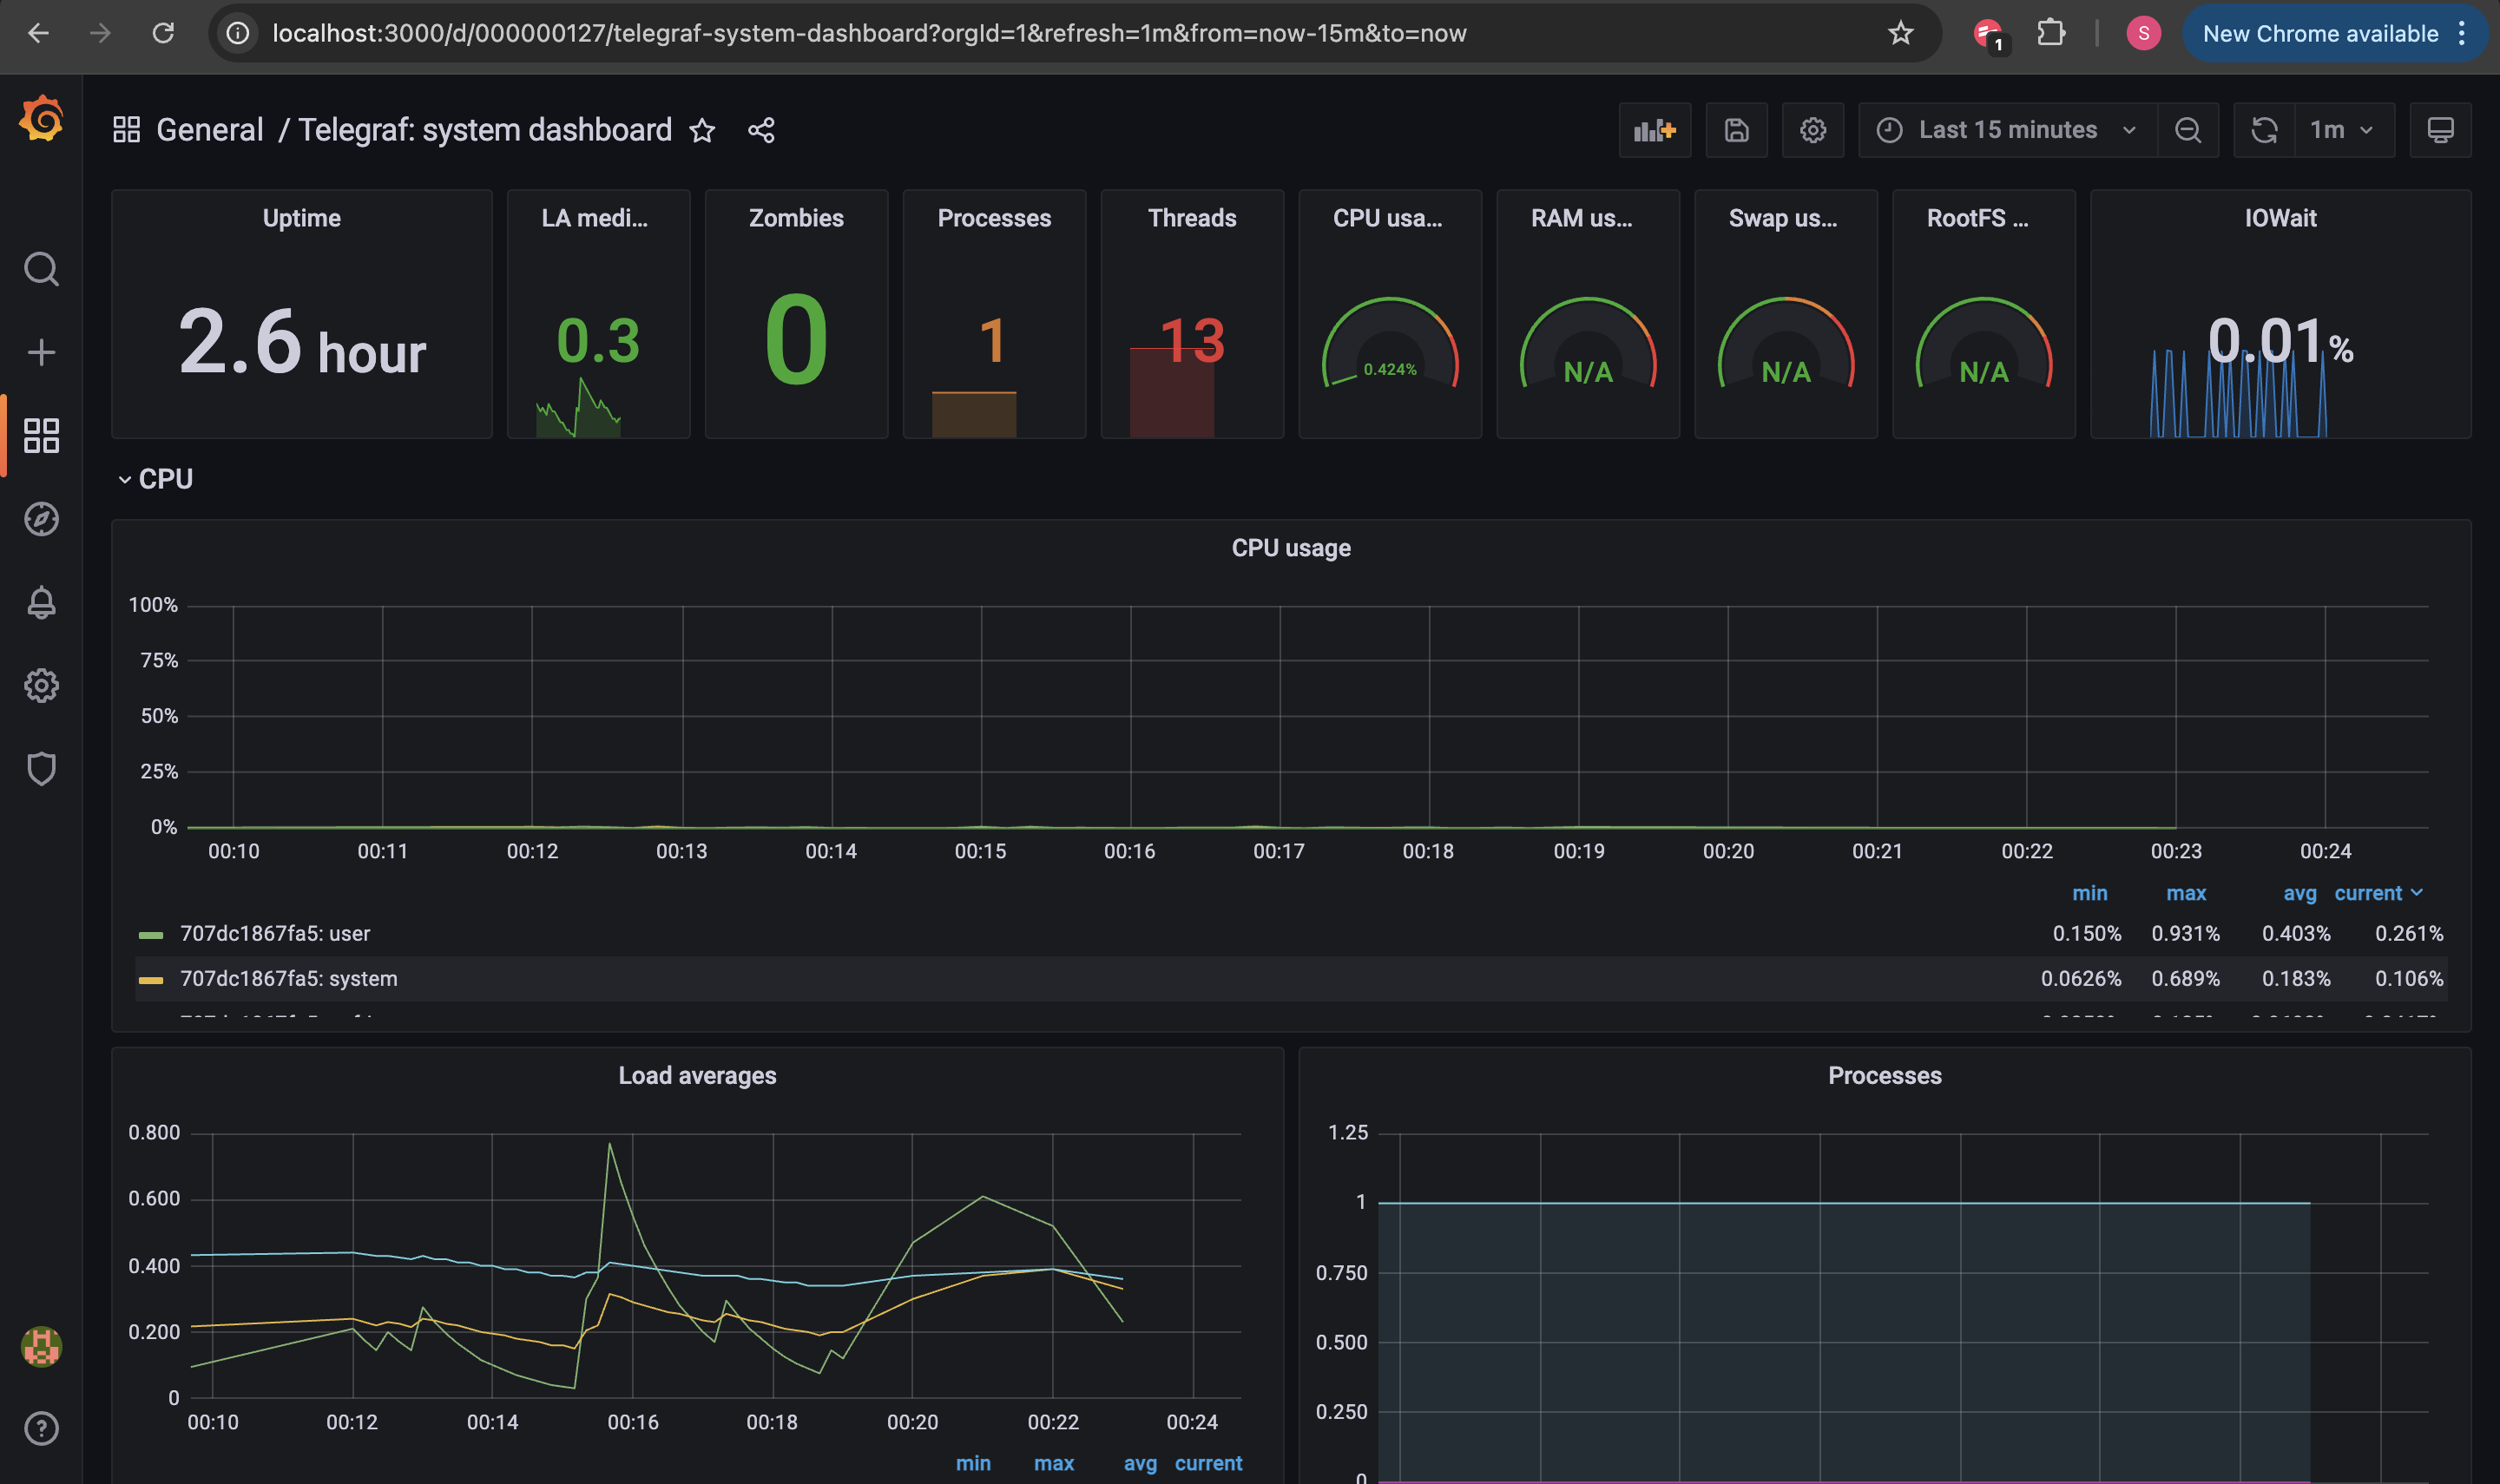 localhost:3000/d/000000127/telegraf-system-dashboard?orgId=1&refresh=1m&from=now-15m&to=now
1
S
New Chrome available
General / Telegraf: system dashboard
Last 15 minutes
1m
Uptime
2.6 hour
LA medi...
0.3
Zombies
0
Processes
1
Threads
13
CPU usa...
0.424%
RAM us...
N/A
Swap us...
N/A
RootFS ...
N/A
IOWait
0.01%
CPU
CPU usage
100%
75%
50%
25%
0%
00:10 00:11 00:12 00:13 00:14 00:15 00:16 00:17 00:18 00:19 00:20 00:21 00:22 00:23 00:24
min max avg current
707dc1867fa5: user 0.150% 0.931% 0.403% 0.261%
707dc1867fa5: system 0.0626% 0.689% 0.183% 0.106%
Load averages
0.800
0.600
0.400
0.200
0
00:10 00:12 00:14 00:16 00:18 00:20 00:22 00:24
min max avg current
Processes
1.25
1
0.750
0.500
0.250
0